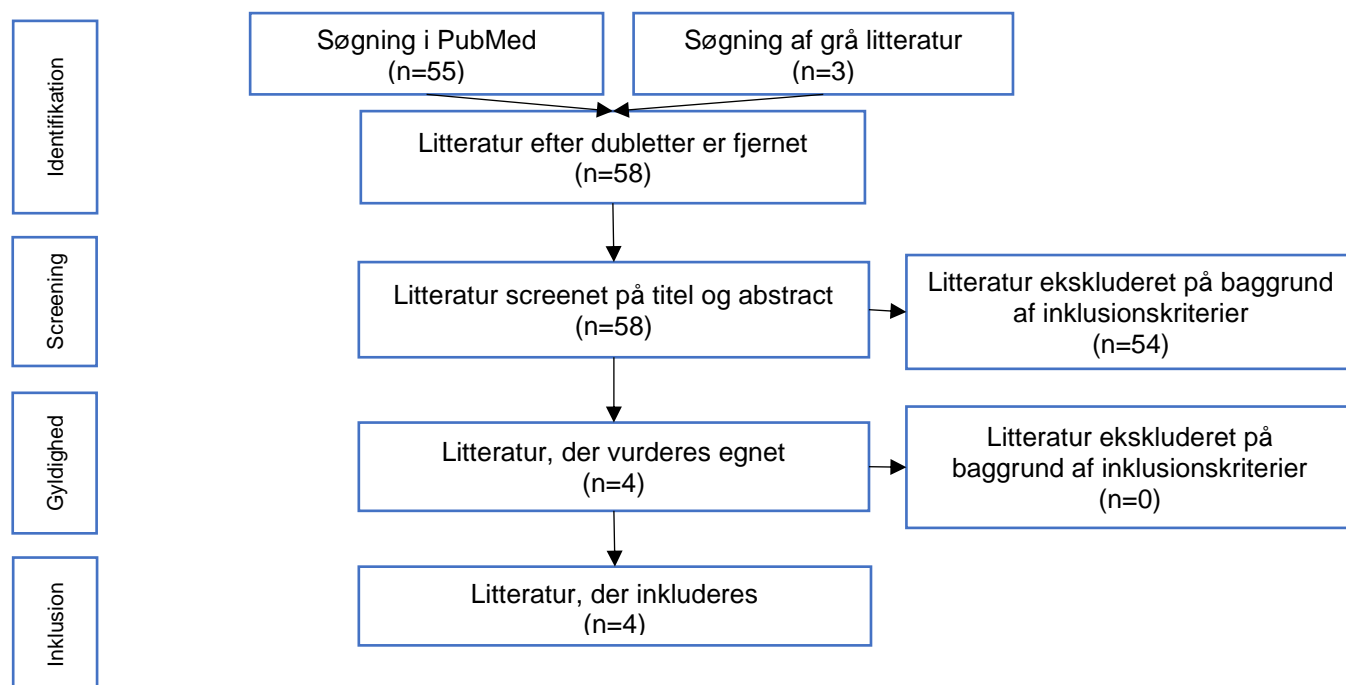 Identifikation
Søgning i PubMed
(n=55)
Søgning af grå litteratur
(n=3)
Litteratur efter dubletter er fjernet
(n=58)
Screening
Litteratur screenet på titel og abstract
(n=58)
Litteratur ekskluderet på baggrund
af inklusionskriterier
(n=54)
Gyldighed
Litteratur, der vurderes egnet
(n=4)
Litteratur ekskluderet på
baggrund af inklusionskriterier
(n=0)
Inklusion
Litteratur, der inkluderes
(n=4)